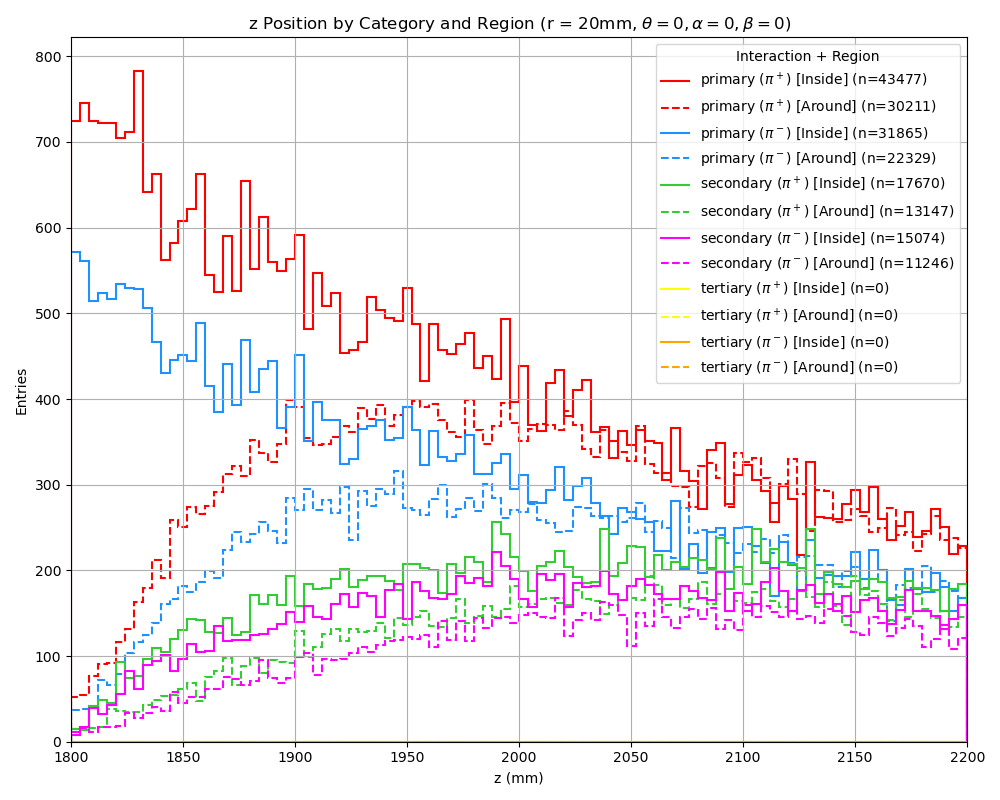 z Position by Category and Region (r = 20mm, θ = 0, α = 0, β = 0)
Interaction + Region
primary (π⁺) [Inside] (n=43477)
primary (π⁺) [Around] (n=30211)
primary (π⁻) [Inside] (n=31865)
primary (π⁻) [Around] (n=22329)
secondary (π⁺) [Inside] (n=17670)
secondary (π⁺) [Around] (n=13147)
secondary (π⁻) [Inside] (n=15074)
secondary (π⁻) [Around] (n=11246)
tertiary (π⁺) [Inside] (n=0)
tertiary (π⁺) [Around] (n=0)
tertiary (π⁻) [Inside] (n=0)
tertiary (π⁻) [Around] (n=0)
Entries
800
700
600
500
400
300
200
100
0
1800 1850 1900 1950 2000 2050 2100 2150 2200
z (mm)